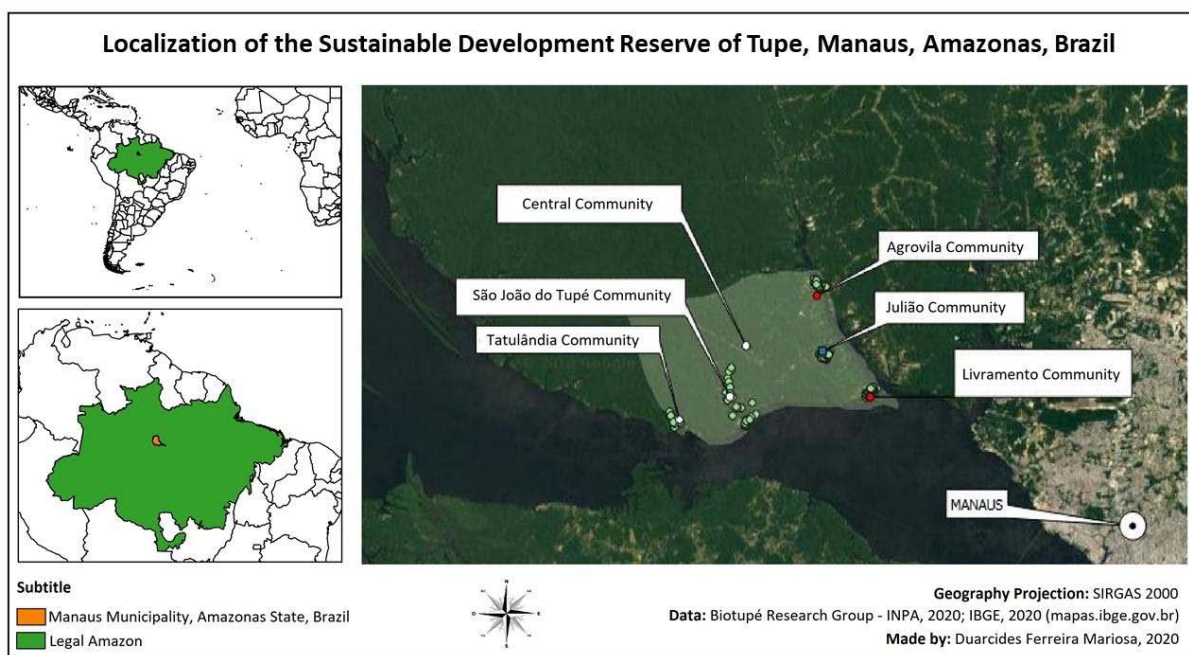 Localization of the Sustainable Development Reserve of Tupe, Manaus, Amazonas, Brazil
Central Community
Agrovila Community
São João do Tupé Community
Julião Community
Tatulândia Community
Livramento Community
MANAUS
Subtitle
Manaus Municipality, Amazonas State, Brazil
Legal Amazon
N
O
E
S
Geography Projection: SIRGAS 2000
Data: Biotupé Research Group - INPA, 2020; IBGE, 2020 (mapas.ibge.gov.br)
Made by: Duarcides Ferreira Mariosa, 2020